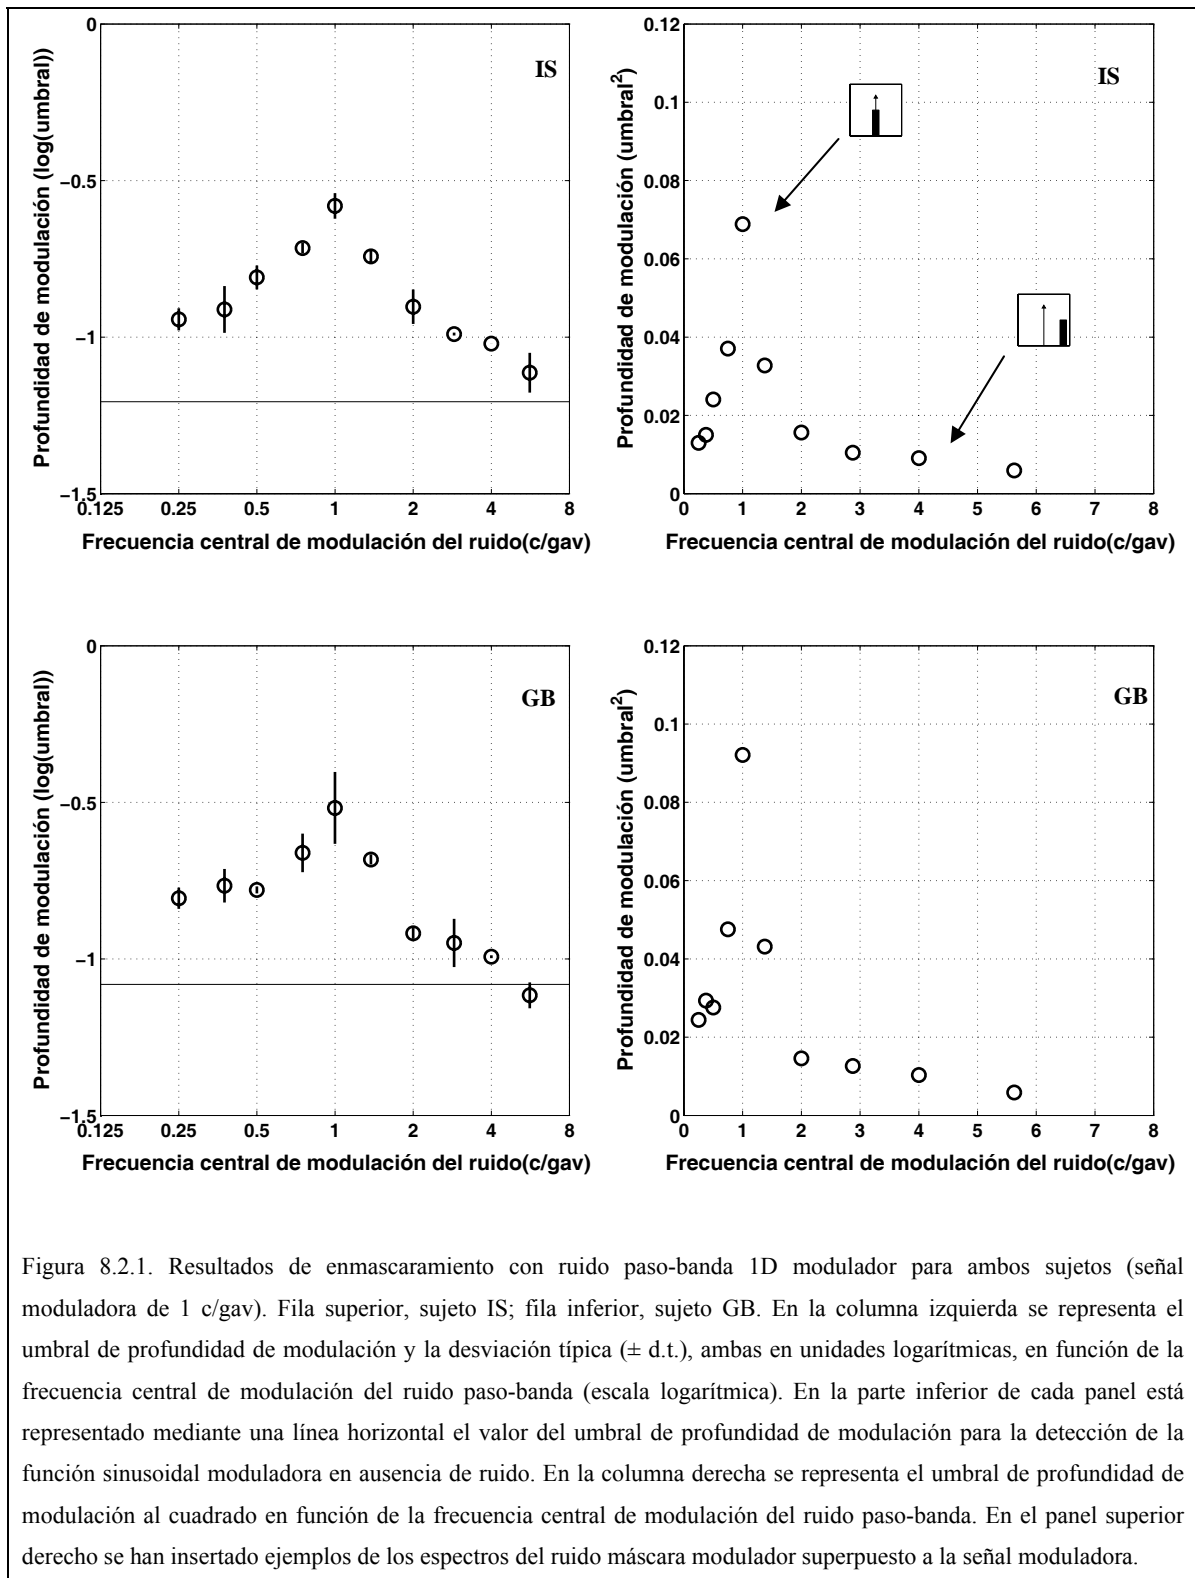 0
−0.5
−1
−1.5
0.125 0.25 0.5 1 2 4 8
Profundidad de modulación (log(umbral))
Frecuencia central de modulación del ruido(c/gav)
IS
0.12
0.1
0.08
0.06
0.04
0.02
0
0 1 2 3 4 5 6 7 8
Profundidad de modulación (umbral²)
Frecuencia central de modulación del ruido(c/gav)
IS
0
−0.5
−1
−1.5
0.125 0.25 0.5 1 2 4 8
Profundidad de modulación (log(umbral))
Frecuencia central de modulación del ruido(c/gav)
GB
0.12
0.1
0.08
0.06
0.04
0.02
0
0 1 2 3 4 5 6 7 8
Profundidad de modulación (umbral²)
Frecuencia central de modulación del ruido(c/gav)
GB
Figura 8.2.1. Resultados de enmascaramiento con ruido paso-banda 1D modulador para ambos sujetos (señal
moduladora de 1 c/gav). Fila superior, sujeto IS; fila inferior, sujeto GB. En la columna izquierda se representa el
umbral de profundidad de modulación y la desviación típica (± d.t.), ambas en unidades logarítmicas, en función de la
frecuencia central de modulación del ruido paso-banda (escala logarítmica). En la parte inferior de cada panel está
representado mediante una línea horizontal el valor del umbral de profundidad de modulación para la detección de la
función sinusoidal moduladora en ausencia de ruido. En la columna derecha se representa el umbral de profundidad de
modulación al cuadrado en función de la frecuencia central de modulación del ruido paso-banda. En el panel superior
derecho se han insertado ejemplos de los espectros del ruido máscara modulador superpuesto a la señal moduladora.